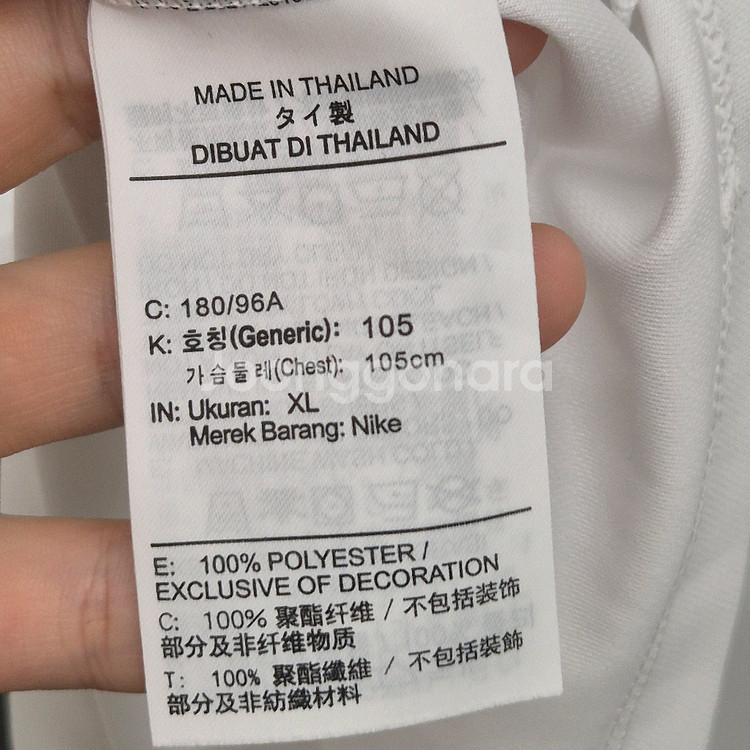 MADE IN THAILAND
タイ製
DIBUAT DI THAILAND
C: 180/96A
K: 호칭(Generic): 105
가슴둘레(Chest): 105cm
IN: Ukuran: XL
Merek Barang: Nike
E: 100% POLYESTER /
EXCLUSIVE OF DECORATION
C: 100% 聚酯纤维 / 不包括装饰
部分及非纤维物质
T: 100% 聚酯纖維 / 不包括裝飾
部分及非紡織材料